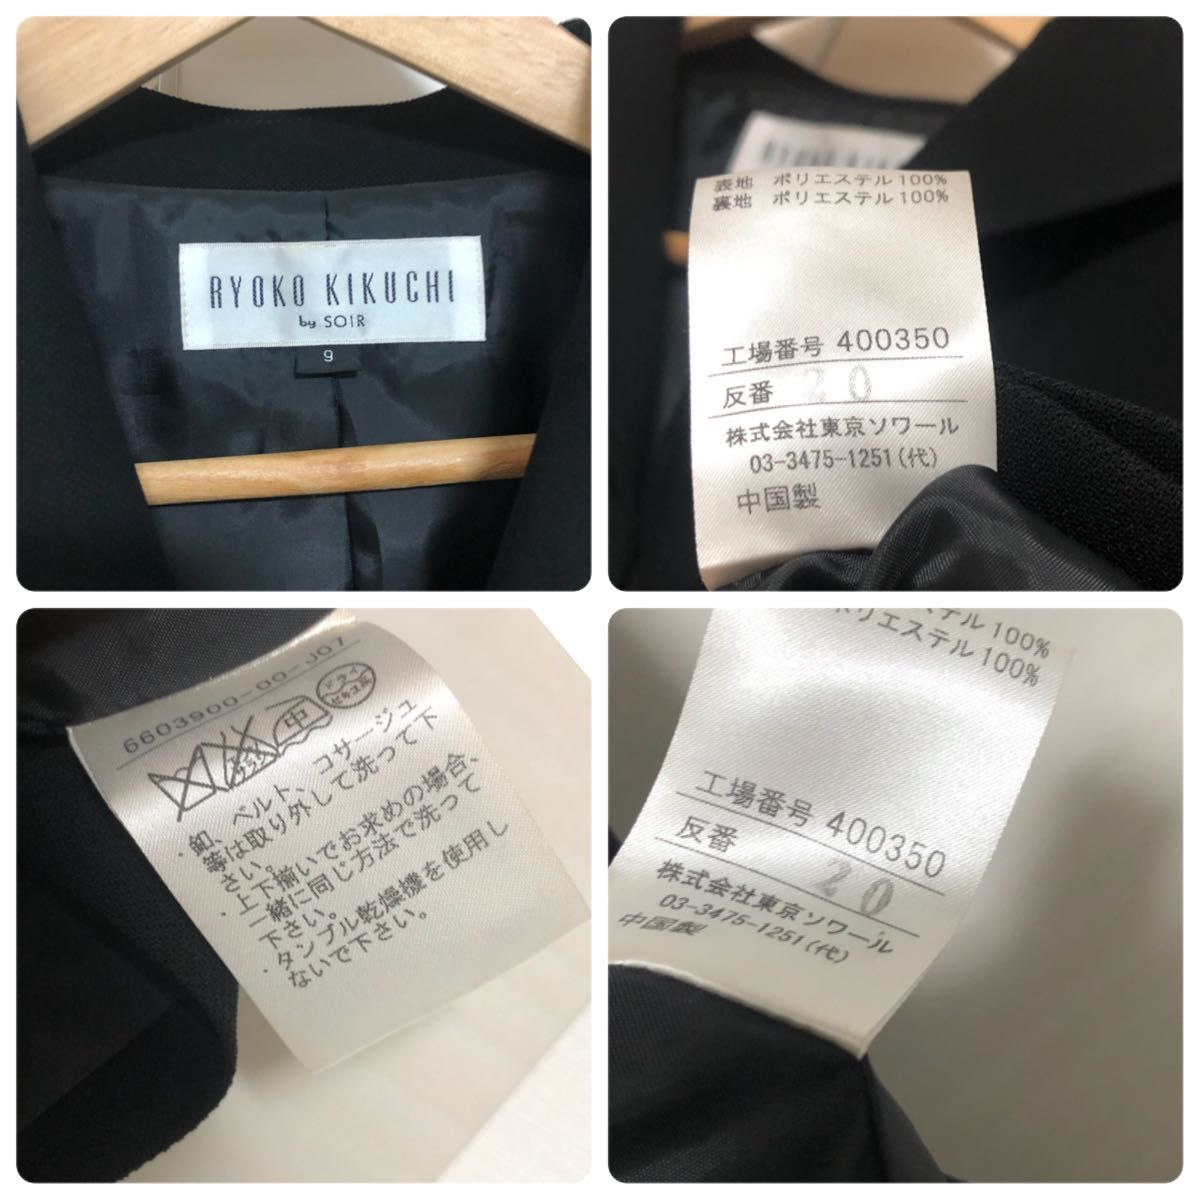 RYOKO KIKUCHI
by SOIR
9
RYOKO KIKUCHI
表地 ポリエステル100%
裏地 ポリエステル100%
工場番号 400350
反番 20
株式会社東京ソワール
03-3475-1251(代)
中国製
6603900-00-J07
中 ドライ
・釦、ベルト、コサージュ
等は取り外して洗って下
さい。
・上下揃いでお求めの場合、
一緒に同じ方法で洗って
下さい。
・タンブル乾燥機を使用し
ないで下さい。
ポリエステル100%
ポリエステル100%
工場番号 400350
反番 20
株式会社東京ソワール
03-3475-1251(代)
中国製